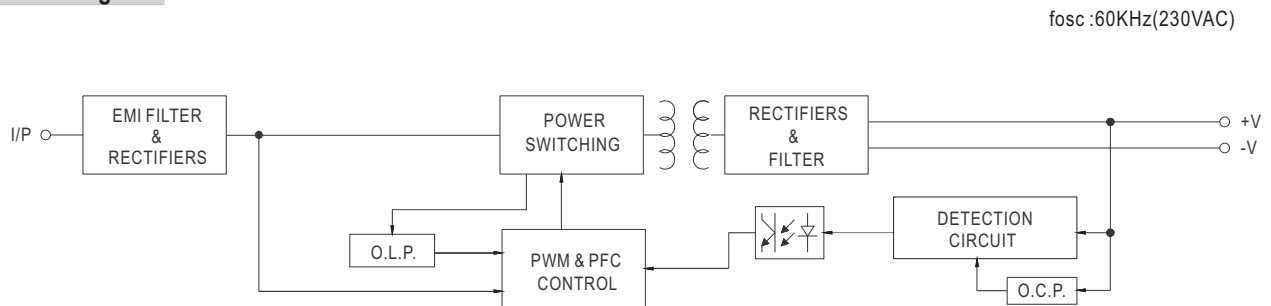 fosc :60KHz(230VAC)
I/P
EMI FILTER
&
RECTIFIERS
POWER
SWITCHING
RECTIFIERS
&
FILTER
+V
-V
O.L.P.
PWM & PFC
CONTROL
DETECTION
CIRCUIT
O.C.P.